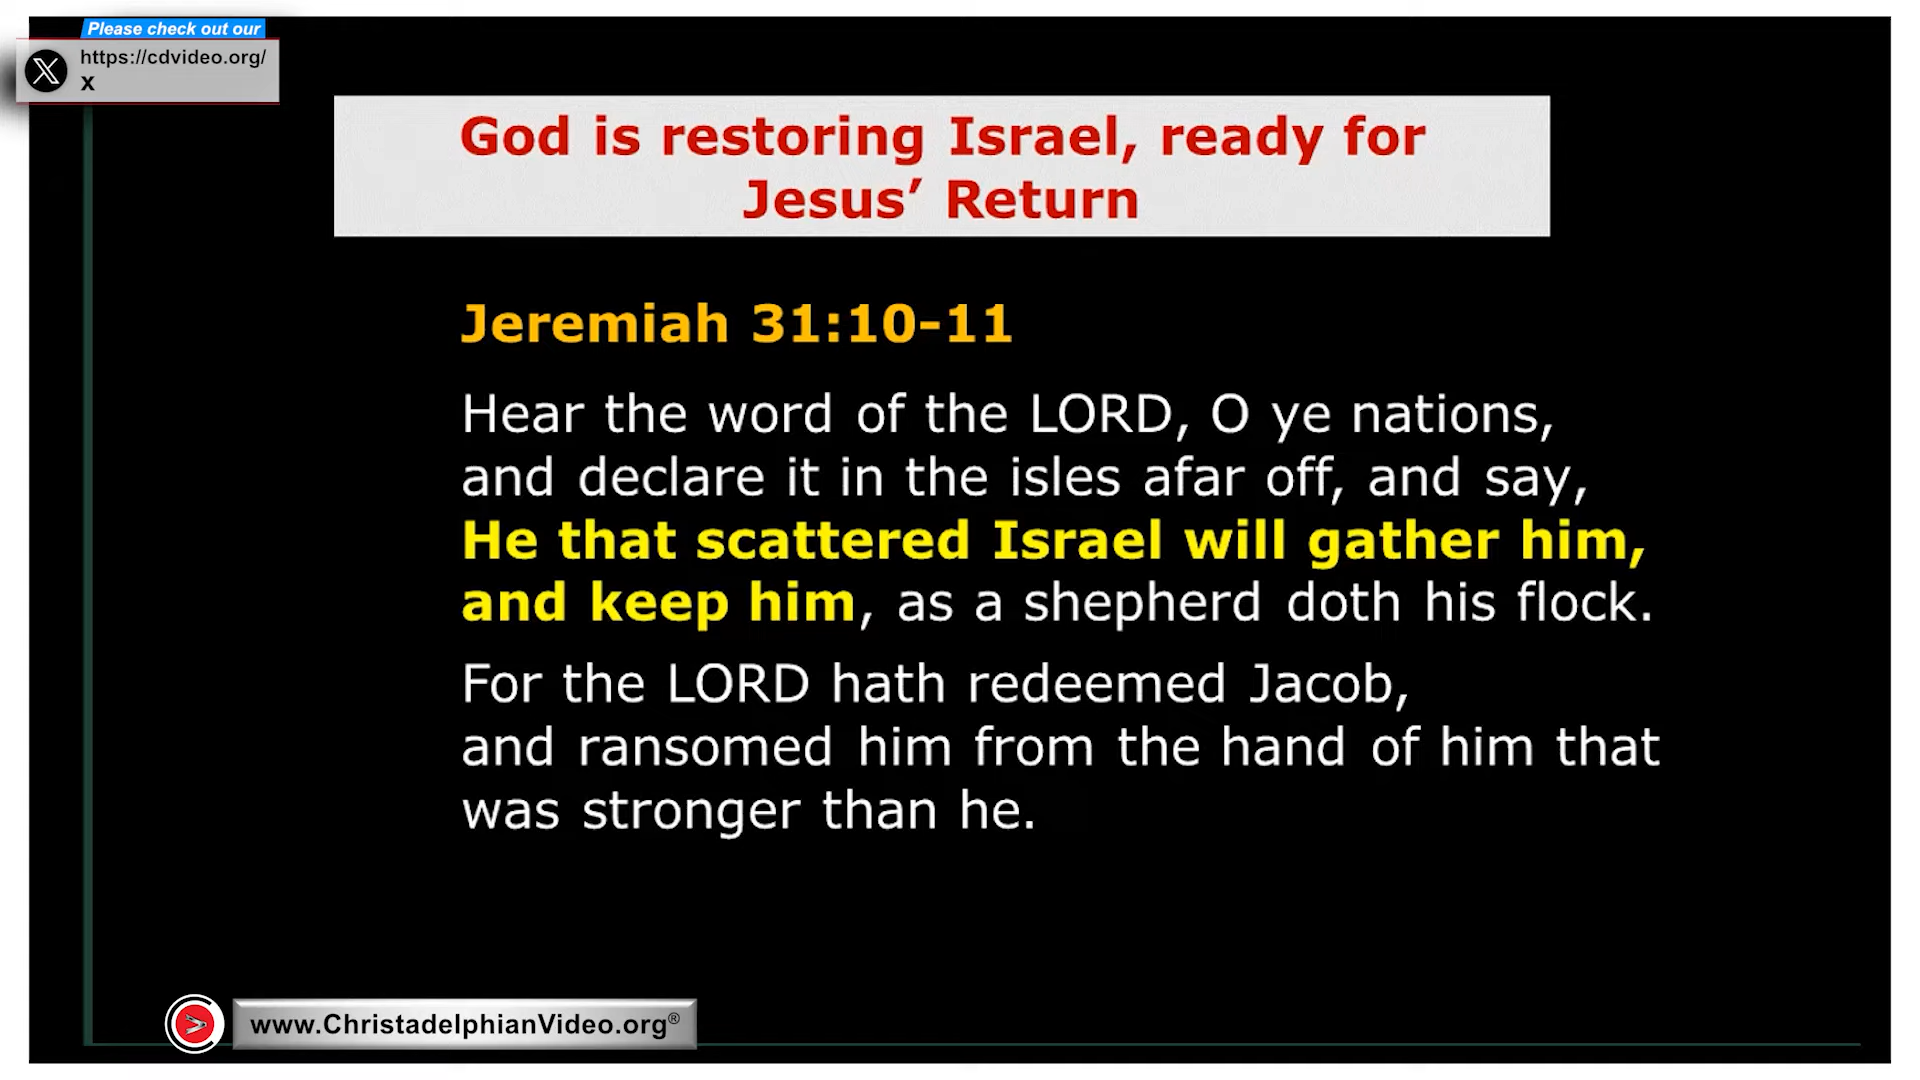 Please check out our
https://cdvideo.org/
x
God is restoring Israel, ready for
Jesus’ Return
Jeremiah 31:10-11
Hear the word of the LORD, O ye nations,
and declare it in the isles afar off, and say,
He that scattered Israel will gather him,
and keep him, as a shepherd doth his flock.
For the LORD hath redeemed Jacob,
and ransomed him from the hand of him that
was stronger than he.
www.ChristadelphianVideo.org®